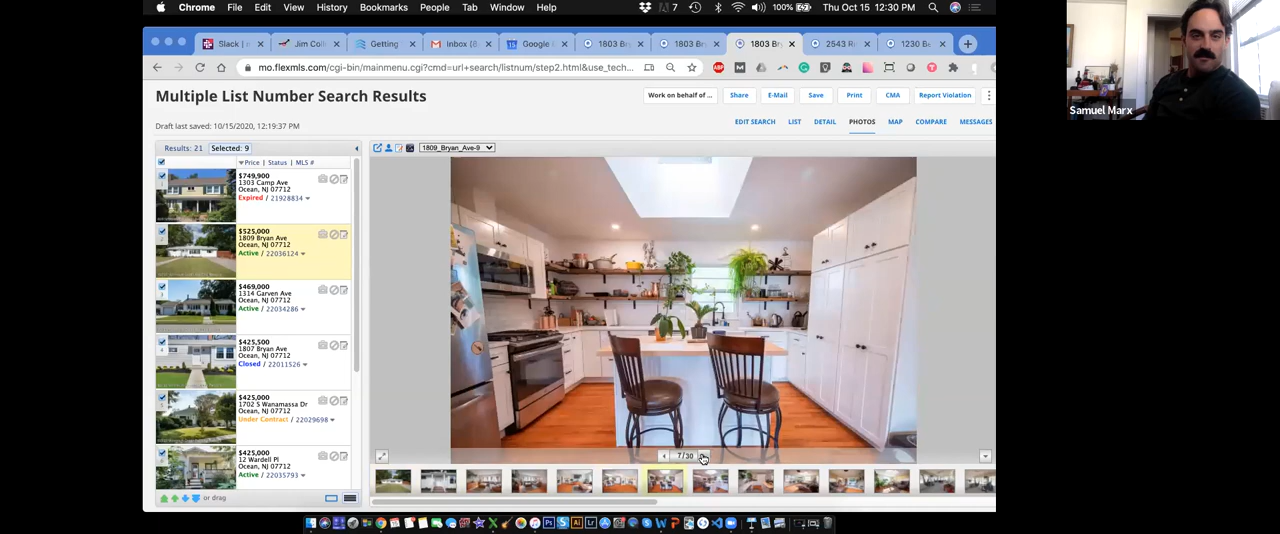 Chrome File Edit View History Bookmarks People Tab Window Help 7 100% Thu Oct 15 12:30 PM
Slack | Jim Coll Getting Inbox (8 Google 1803 Br 1803 Br 1803 Br 2543 R 1230 B
mo.flexmls.com/cgi-bin/mainmenu.cgi?cmd=url+search/listnum/step2.html&use_tech...
Samuel Marx
Multiple List Number Search Results
Work on behalf of ... Share E-Mail Save Print CMA Report Violation
Draft last saved: 10/15/2020, 12:19:37 PM
EDIT SEARCH LIST DETAIL PHOTOS MAP COMPARE MESSAGES
Results: 21 Selected: 9
1809_Bryan_Ave-9
Price | Status | MLS #
$749,900
1303 Camp Ave
Ocean, NJ 07712
Expired / 21928834
$525,000
1809 Bryan Ave
Ocean, NJ 07712
Active / 22036124
$469,000
1314 Garven Ave
Ocean, NJ 07712
Active / 22034286
$425,500
1807 Bryan Ave
Ocean, NJ 07712
Closed / 22011526
$425,000
1702 S Wanamassa Dr
Ocean, NJ 07712
Under Contract / 22029698
$425,000
12 Wardell Pl
Ocean, NJ 07712
Active / 22035793
7/30
or drag